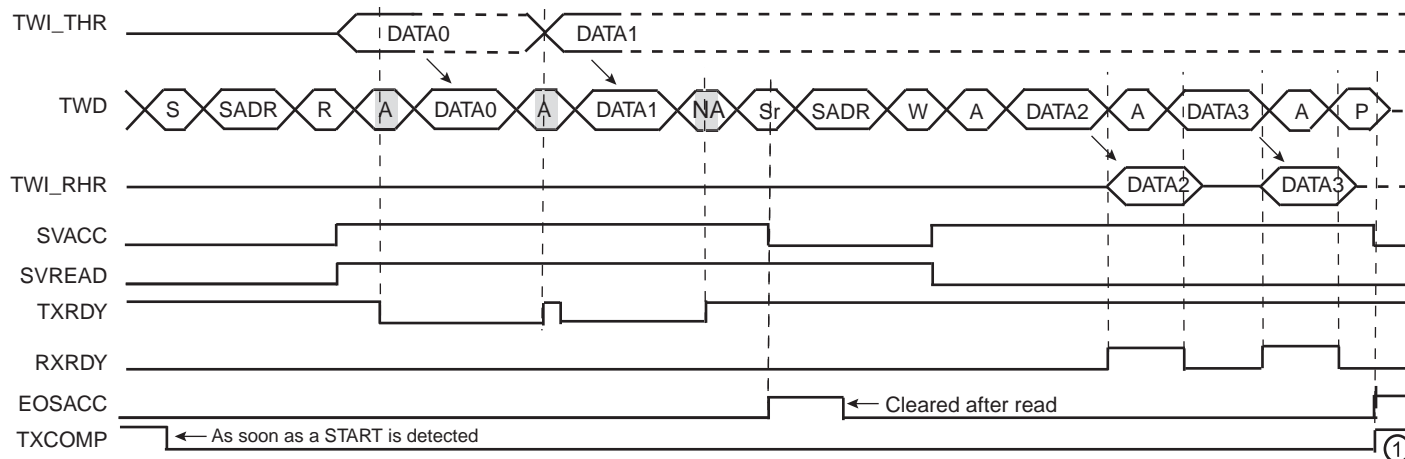 TWI_THR DATA0 DATA1
TWD S SADR R A DATA0 A DATA1 NA Sr SADR W A DATA2 A DATA3 A P
TWI_RHR DATA2 DATA3
SVACC
SVREAD
TXRDY
RXRDY
EOSACC Cleared after read
TXCOMP As soon as a START is detected 1